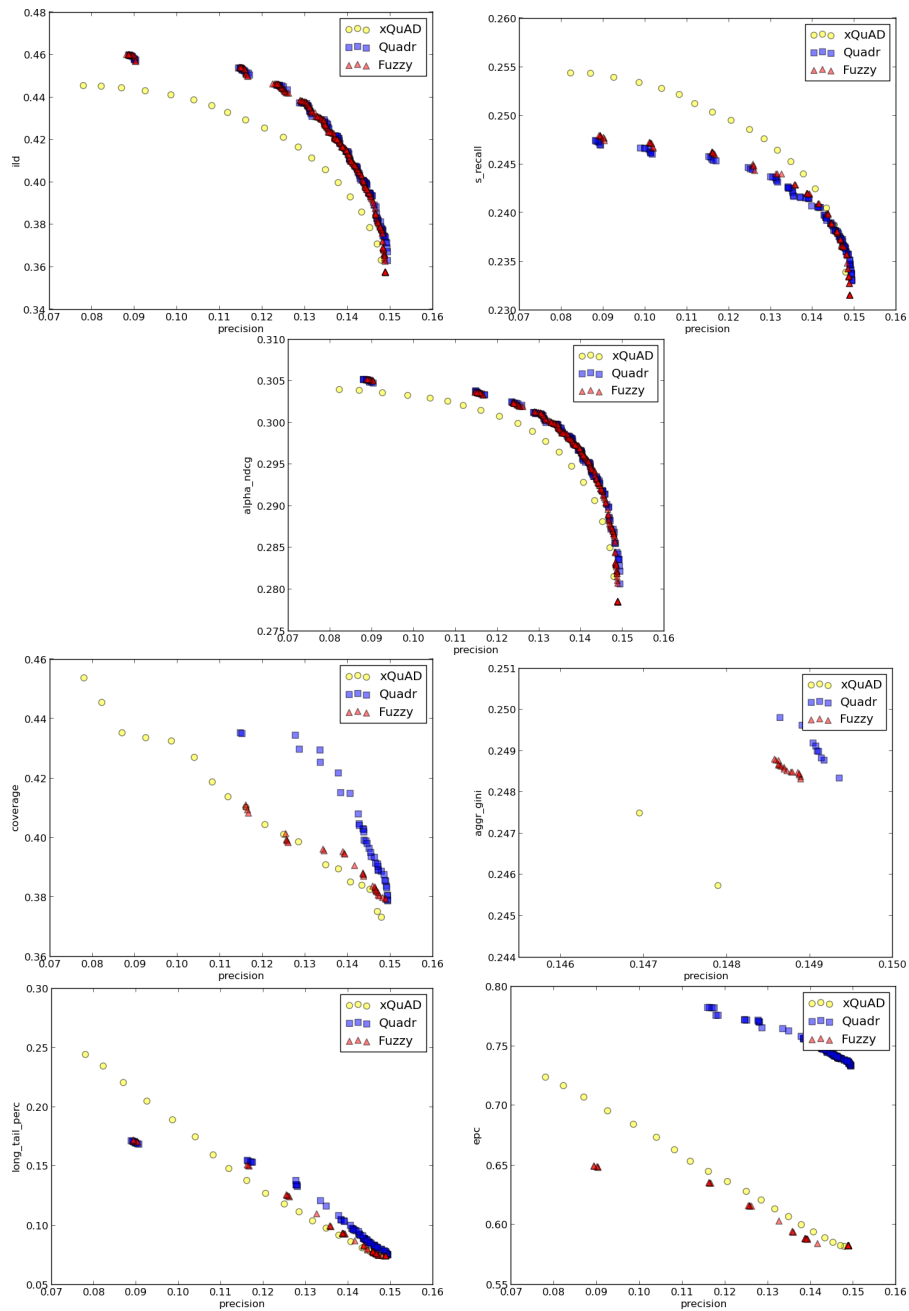 0.48
0.46
0.44
0.42
0.40
0.38
0.36
0.34
0.07 0.08 0.09 0.10 0.11 0.12 0.13 0.14 0.15 0.16
precision
ild
xQuAD
Quadr
Fuzzy
0.260
0.255
0.250
0.245
0.240
0.235
0.230
0.07 0.08 0.09 0.10 0.11 0.12 0.13 0.14 0.15 0.16
precision
s_recall
xQuAD
Quadr
Fuzzy
0.310
0.305
0.300
0.295
0.290
0.285
0.280
0.275
0.07 0.08 0.09 0.10 0.11 0.12 0.13 0.14 0.15 0.16
precision
alpha_ndcg
xQuAD
Quadr
Fuzzy
0.46
0.44
0.42
0.40
0.38
0.36
0.07 0.08 0.09 0.10 0.11 0.12 0.13 0.14 0.15 0.16
precision
coverage
xQuAD
Quadr
Fuzzy
0.251
0.250
0.249
0.248
0.247
0.246
0.245
0.244
0.146 0.147 0.148 0.149 0.150
precision
aggr_gini
xQuAD
Quadr
Fuzzy
0.30
0.25
0.20
0.15
0.10
0.05
0.07 0.08 0.09 0.10 0.11 0.12 0.13 0.14 0.15 0.16
precision
long_tail_perc
xQuAD
Quadr
Fuzzy
0.80
0.75
0.70
0.65
0.60
0.55
0.07 0.08 0.09 0.10 0.11 0.12 0.13 0.14 0.15 0.16
precision
epc
xQuAD
Quadr
Fuzzy